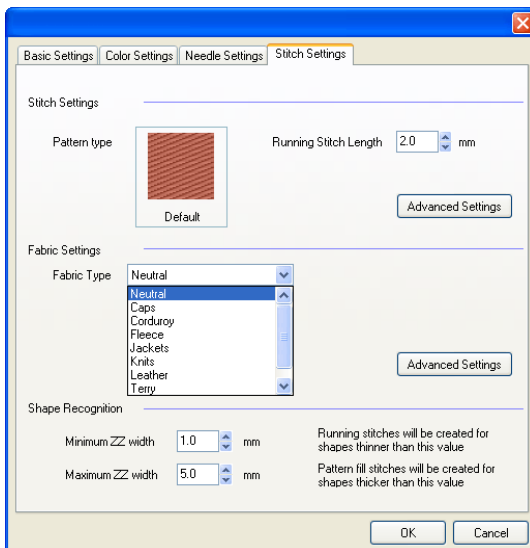 Basic Settings Color Settings Needle Settings Stitch Settings
Stitch Settings
Pattern type
Default
Running Stitch Length 2.0 mm
Advanced Settings
Fabric Settings
Fabric Type Neutral
Neutral
Caps
Corduroy
Fleece
Jackets
Knits
Leather
Terry
Advanced Settings
Shape Recognition
Minimum ZZ width 1.0 mm
Running stitches will be created for
shapes thinner than this value
Maximum ZZ width 5.0 mm
Pattern fill stitches will be created for
shapes thicker than this value
OK Cancel